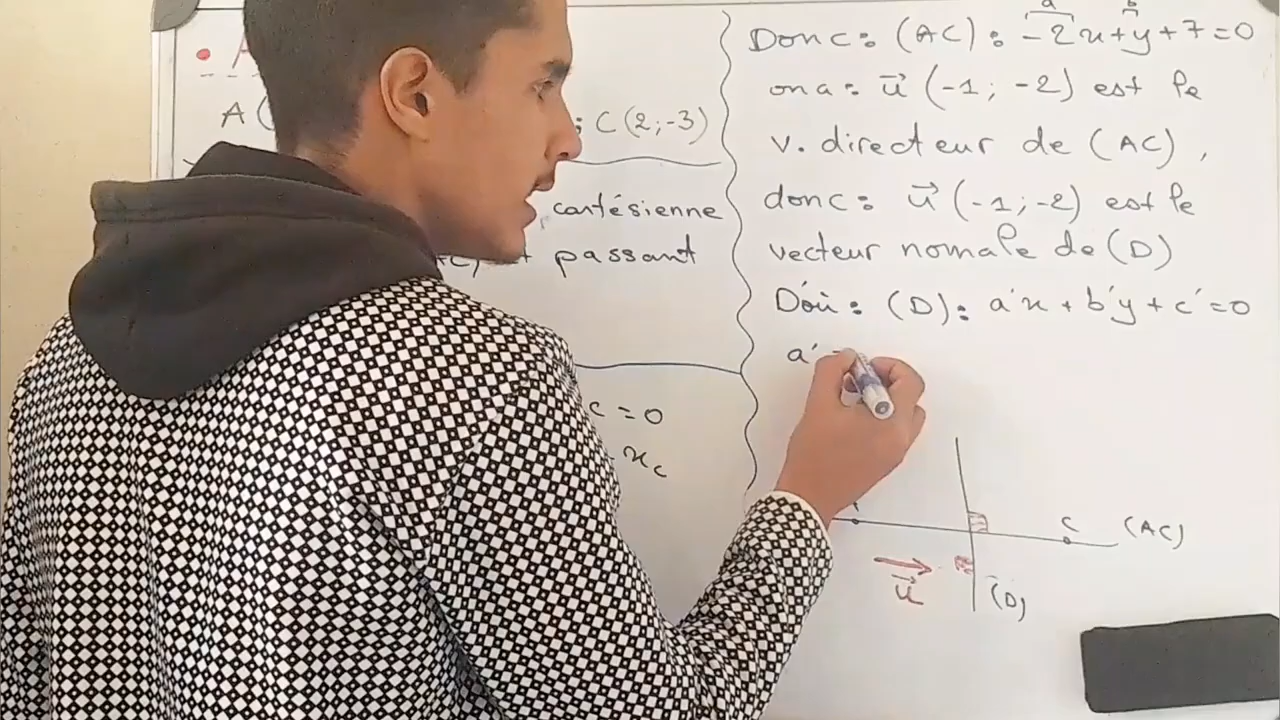 A
A( ; C(2;-3)
cartésienne
passant
c = 0
x_c
a b
Donc: (AC): -2x+y+7=0
on a: u⃗ (-1; -2) est le
v. directeur de (AC),
donc: u⃗ (-1;-2) est le
vecteur nomale de (D)
D'où: (D): a'x + b'y + c' = 0
a'
C (AC)
u⃗ (D)